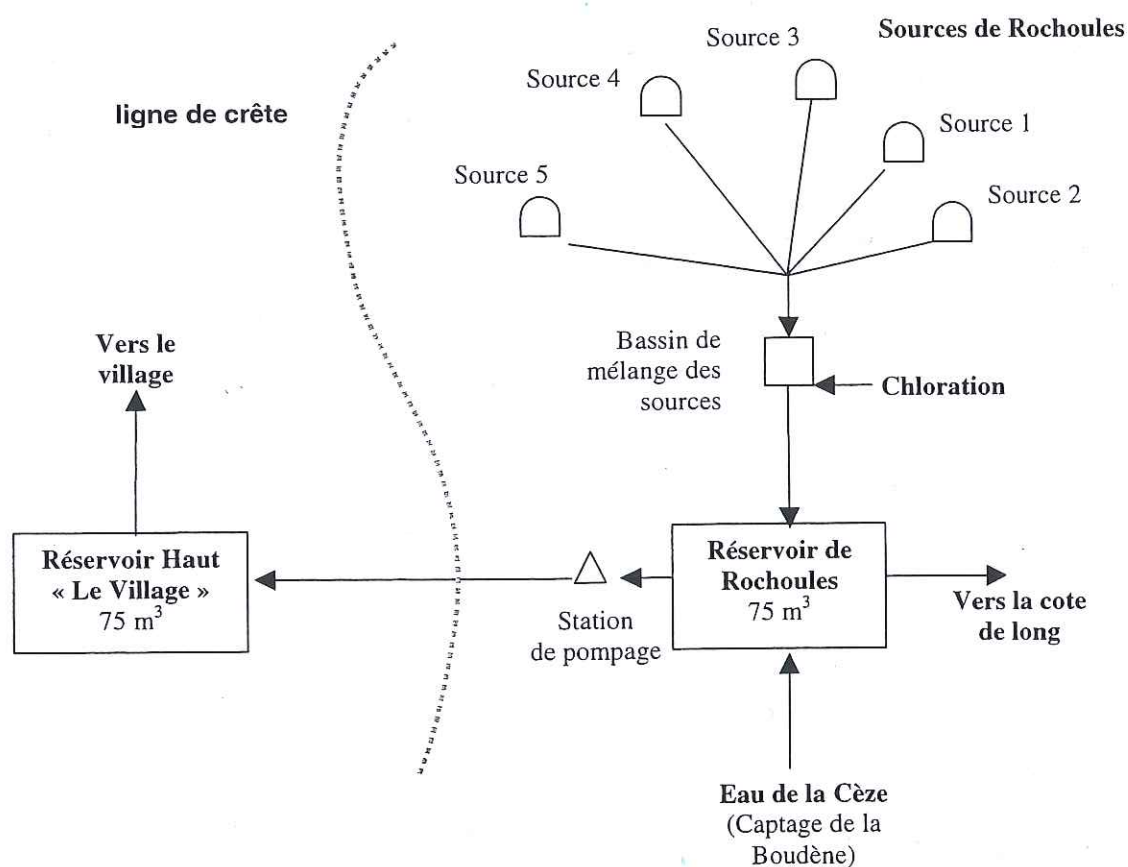 Sources de Rochoules
Source 3
Source 4
ligne de crête
Source 1
Source 5
Source 2
Vers le
village
Bassin de
mélange des
sources
Chloration
Réservoir Haut
« Le Village »
75 m³
Réservoir de
Rochoules
75 m³
Station
de pompage
Vers la cote
de long
Eau de la Cèze
(Captage de la
Boudène)